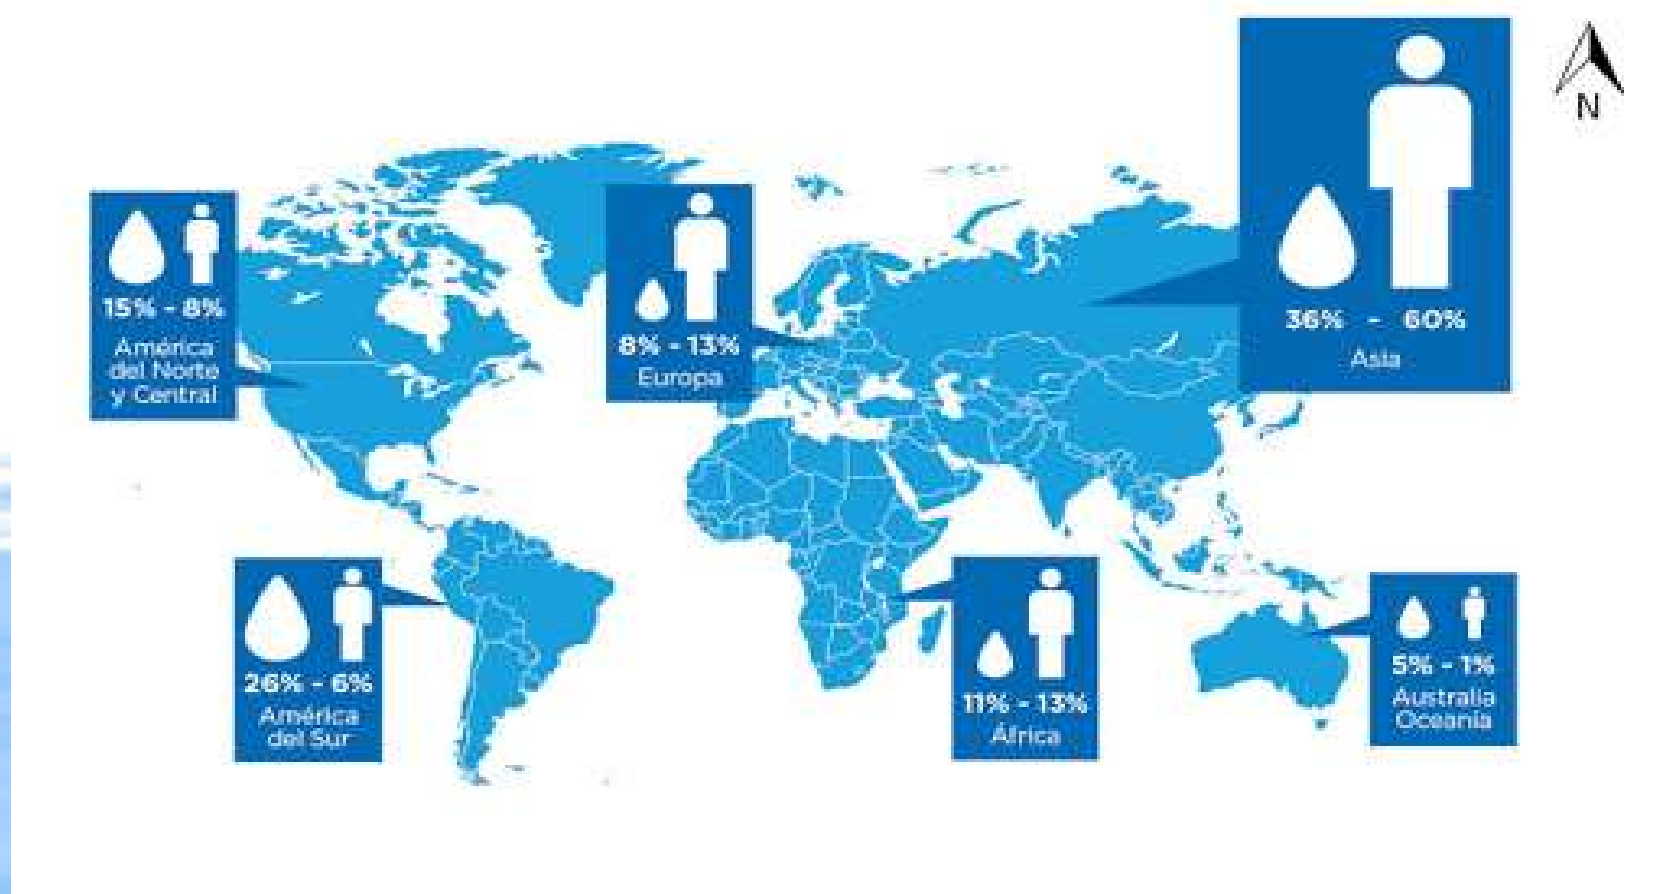 N
15% - 8%
América
del Norte
y Central
8% - 13%
Europa
36% - 60%
Asia
26% - 6%
América
del Sur
11% - 13%
África
5% - 1%
Australia
Oceanía